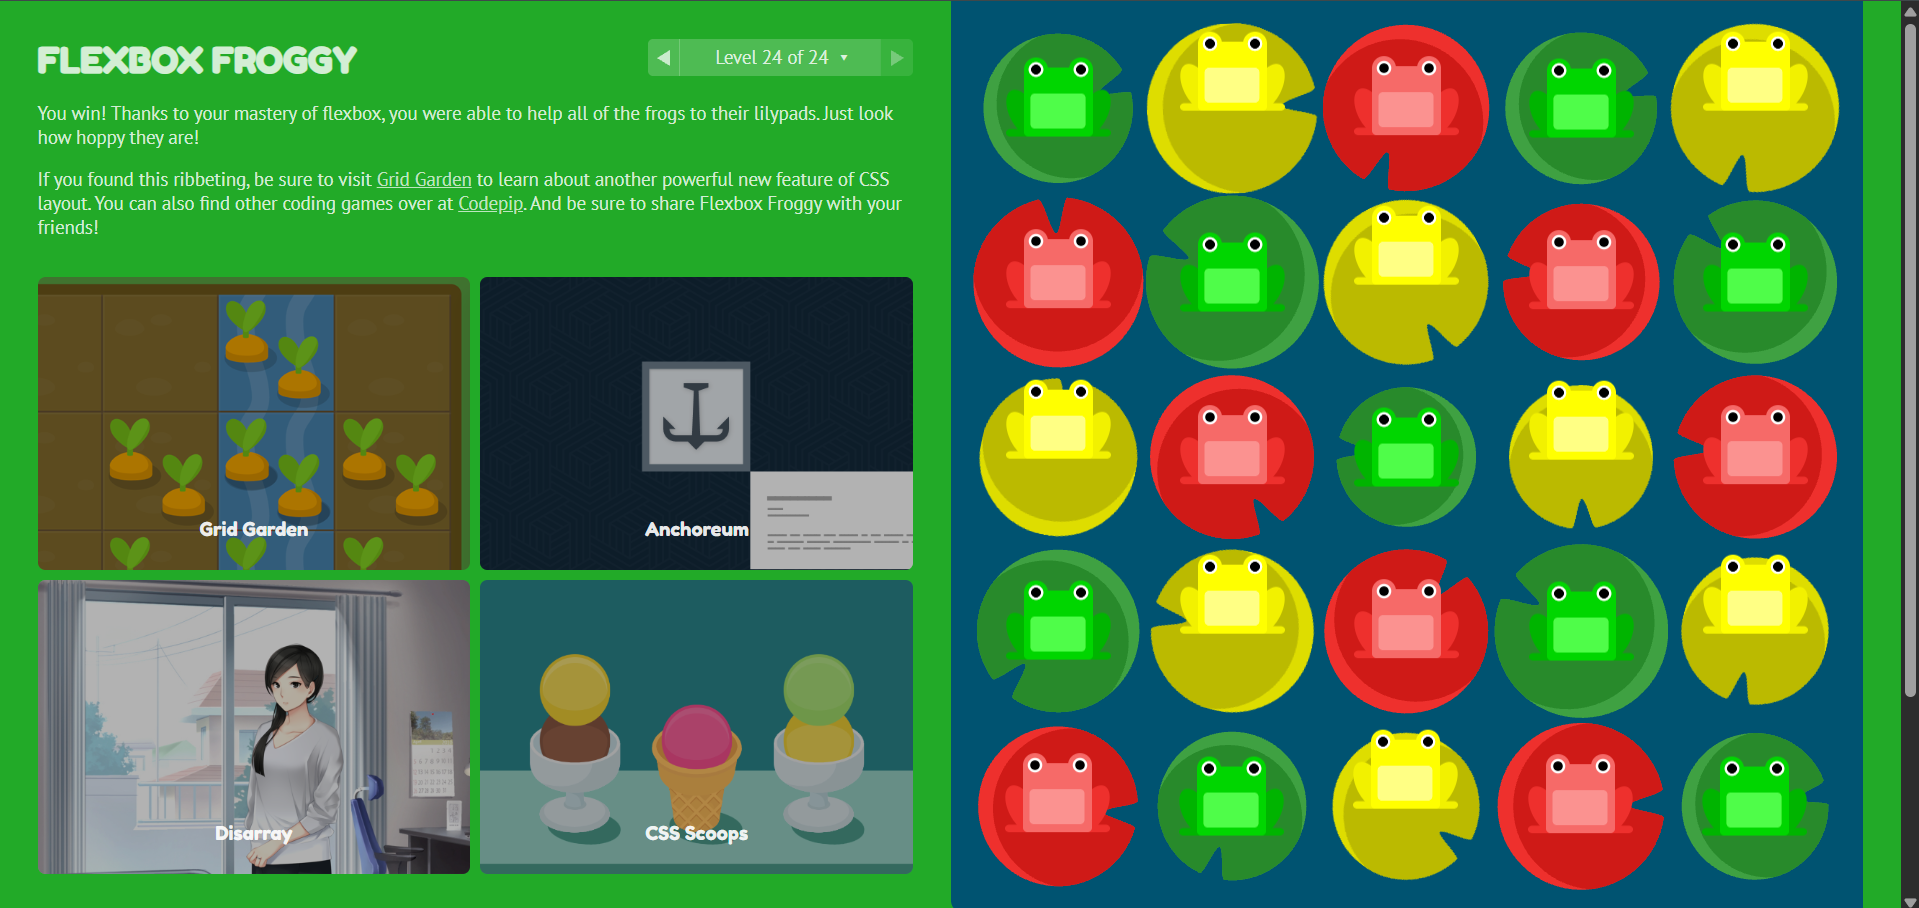 FLEXBOX FROGGY
Level 24 of 24
You win! Thanks to your mastery of flexbox, you were able to help all of the frogs to their lilypads. Just look
how hoppy they are!
If you found this ribbeting, be sure to visit Grid Garden to learn about another powerful new feature of CSS
layout. You can also find other coding games over at Codepip. And be sure to share Flexbox Froggy with your
friends!
Grid Garden
Anchoreum
Disarray
CSS Scoops